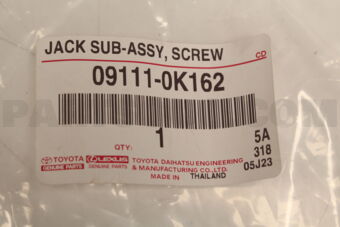 JACK SUB-ASSY, SCREW
CD
09111-0K162
QTY: 1
5A
318
05J23
TOYOTA GENUINE PARTS
LEXUS GENUINE PARTS
TOYOTA DAIHATSU ENGINEERING
& MANUFACTURING CO.,LTD.
MADE IN THAILAND